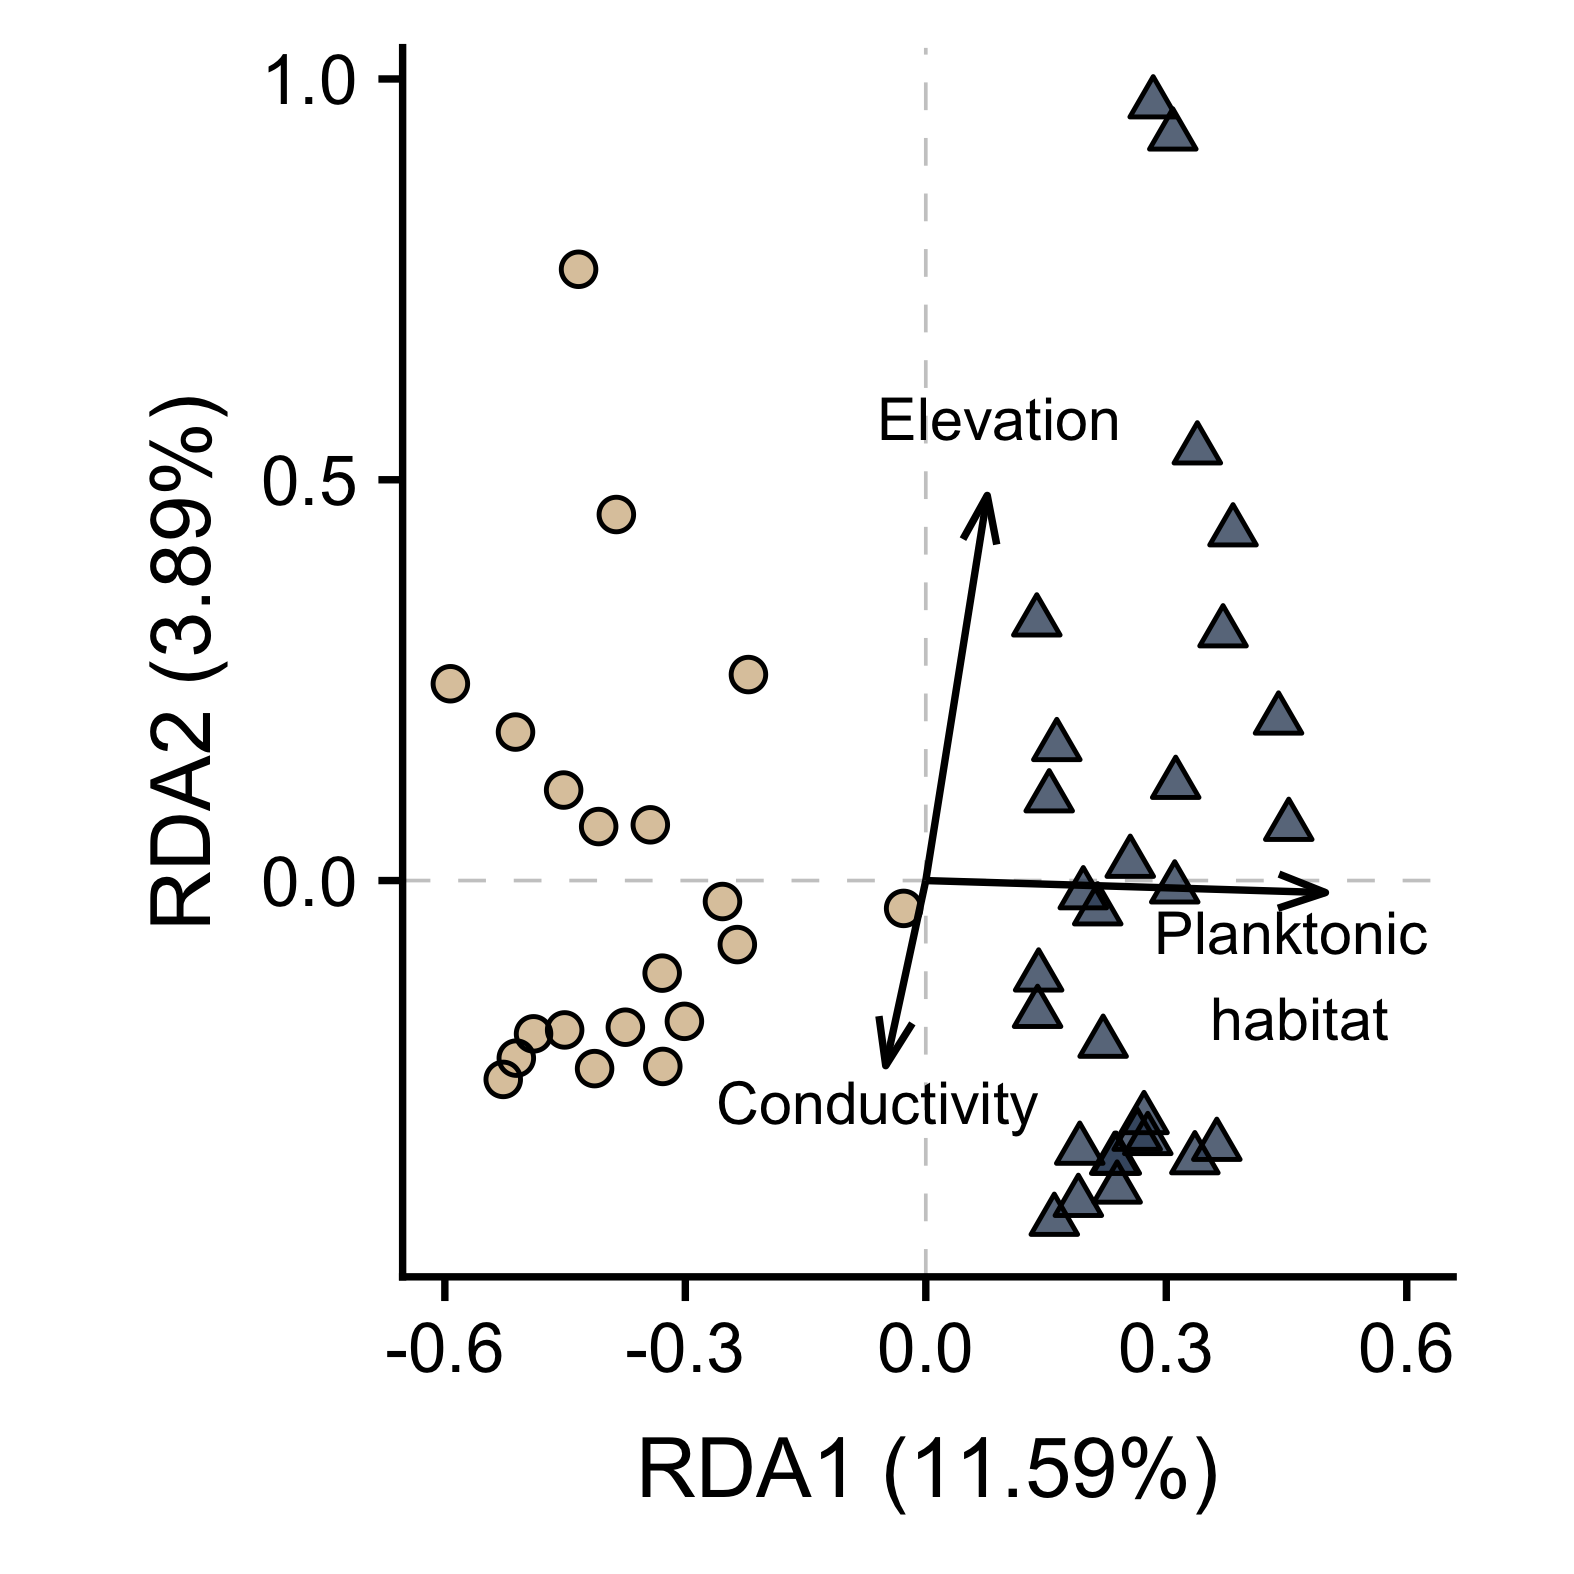 1.0
0.5
0.0
RDA2 (3.89%)
Elevation
Planktonic
habitat
Conductivity
-0.6 -0.3 0.0 0.3 0.6
RDA1 (11.59%)